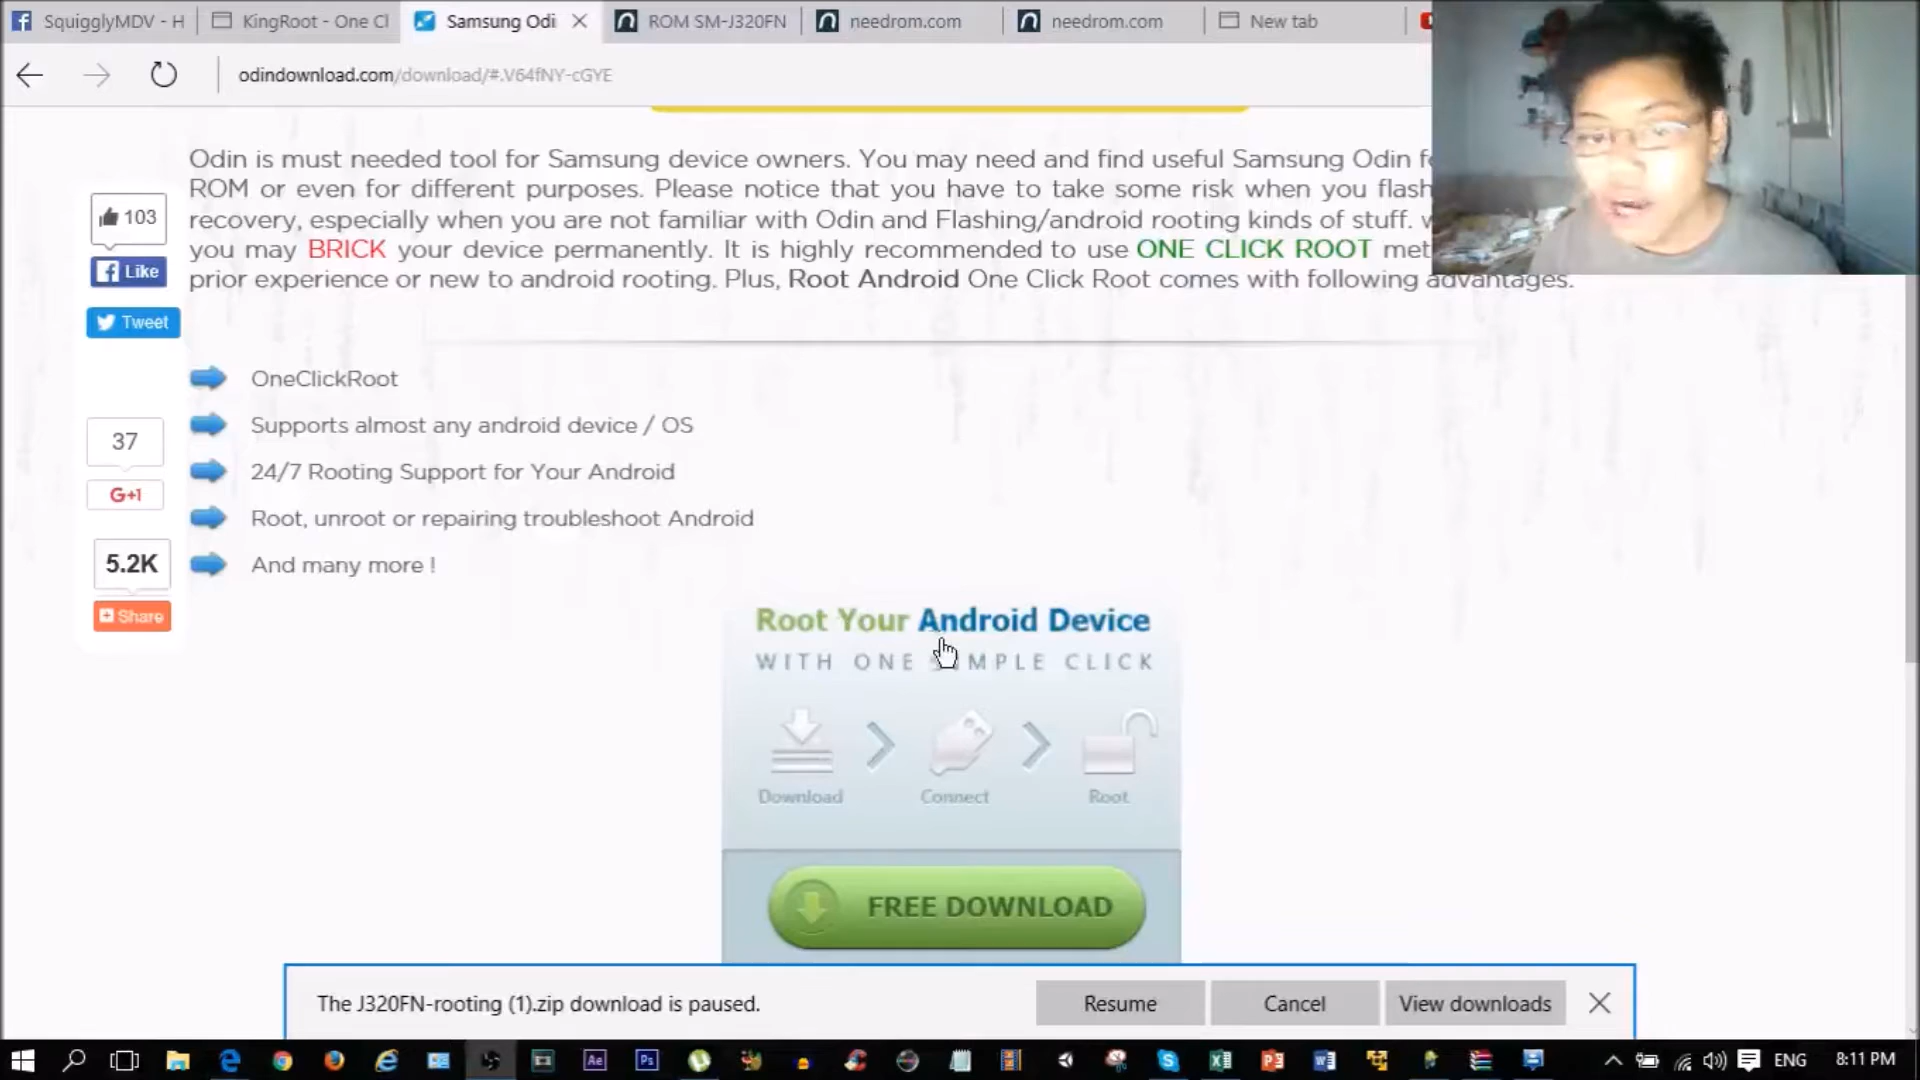 SquigglyMDV - H
KingRoot - One Cl
Samsung Odi
ROM SM-J320FN
needrom.com
needrom.com
New tab
odindownload.com/download/#.V64fNY-cGYE
Odin is must needed tool for Samsung device owners. You may need and find useful Samsung Odin fo
ROM or even for different purposes. Please notice that you have to take some risk when you flash
recovery, especially when you are not familiar with Odin and Flashing/android rooting kinds of stuff.
you may BRICK your device permanently. It is highly recommended to use ONE CLICK ROOT met
prior experience or new to android rooting. Plus, Root Android One Click Root comes with following advantages.
103
Like
Tweet
37
G+1
5.2K
Share
OneClickRoot
Supports almost any android device / OS
24/7 Rooting Support for Your Android
Root, unroot or repairing troubleshoot Android
And many more !
Root Your Android Device
WITH ONE SIMPLE CLICK
Download
Connect
Root
FREE DOWNLOAD
The J320FN-rooting (1).zip download is paused.
Resume
Cancel
View downloads
Ae
Ps
ENG
8:11 PM